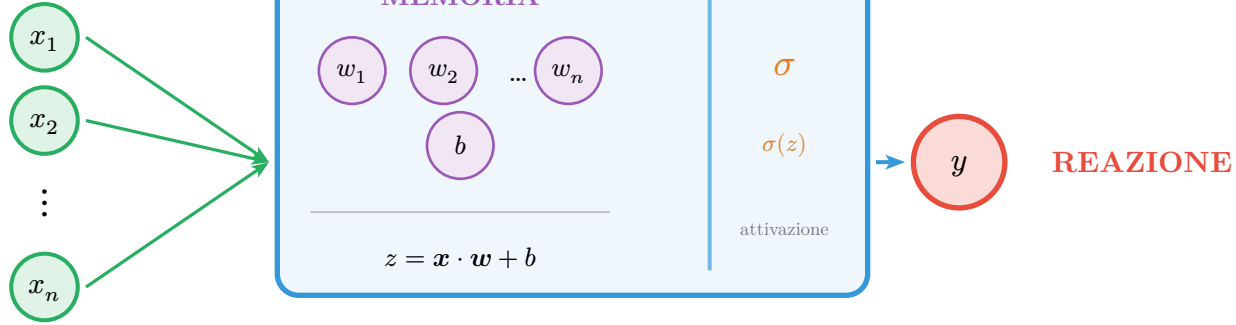 MEMORIA
x₁
w₁ w₂ ... wₙ
σ
x₂
b
σ(z)
y
REAZIONE
⋮
attivazione
z = x · w + b
xₙ